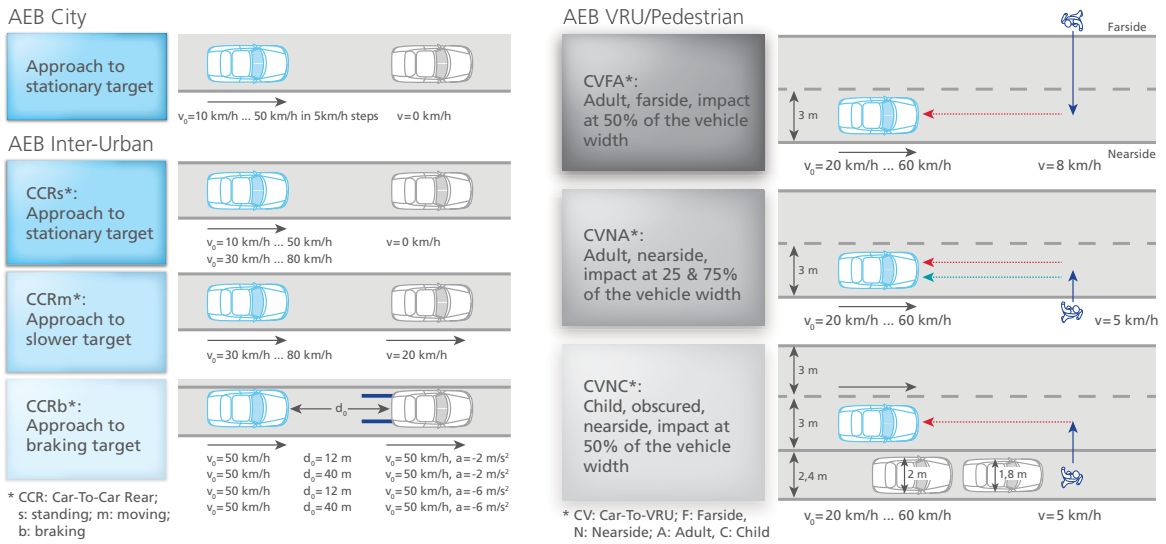 AEB City
Approach to
stationary target
v₀=10 km/h ... 50 km/h in 5km/h steps
v=0 km/h
AEB Inter-Urban
CCRs*:
Approach to
stationary target
v₀=10 km/h ... 50 km/h
v=0 km/h
v₀=30 km/h ... 80 km/h
CCRm*:
Approach to
slower target
v₀=30 km/h ... 80 km/h
v=20 km/h
CCRb*:
Approach to
braking target
d₀
v₀=50 km/h d₀=12 m v₀=50 km/h, a=-2 m/s²
v₀=50 km/h d₀=40 m v₀=50 km/h, a=-2 m/s²
v₀=50 km/h d₀=12 m v₀=50 km/h, a=-6 m/s²
v₀=50 km/h d₀=40 m v₀=50 km/h, a=-6 m/s²
* CCR: Car-To-Car Rear;
s: standing; m: moving;
b: braking
AEB VRU/Pedestrian
CVFA*:
Adult, farside, impact
at 50% of the vehicle
width
Farside
3 m
Nearside
v₀=20 km/h ... 60 km/h
v=8 km/h
CVNA*:
Adult, nearside,
impact at 25 & 75%
of the vehicle width
3 m
v₀=20 km/h ... 60 km/h
v=5 km/h
CVNC*:
Child, obscured,
nearside, impact at
50% of the vehicle
width
3 m
3 m
2,4 m
2 m
1,8 m
v₀=20 km/h ... 60 km/h
v=5 km/h
* CV: Car-To-VRU; F: Farside,
N: Nearside; A: Adult, C: Child